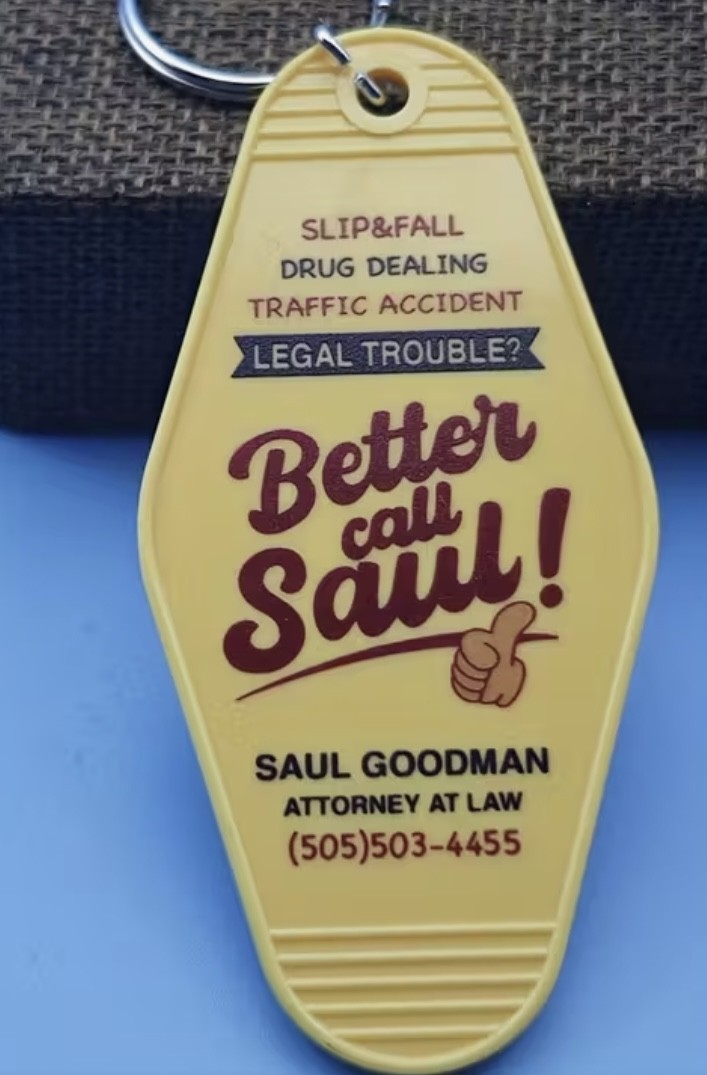 SLIP&FALL
DRUG DEALING
TRAFFIC ACCIDENT
LEGAL TROUBLE?
Better
call
Saul!
SAUL GOODMAN
ATTORNEY AT LAW
(505)503-4455